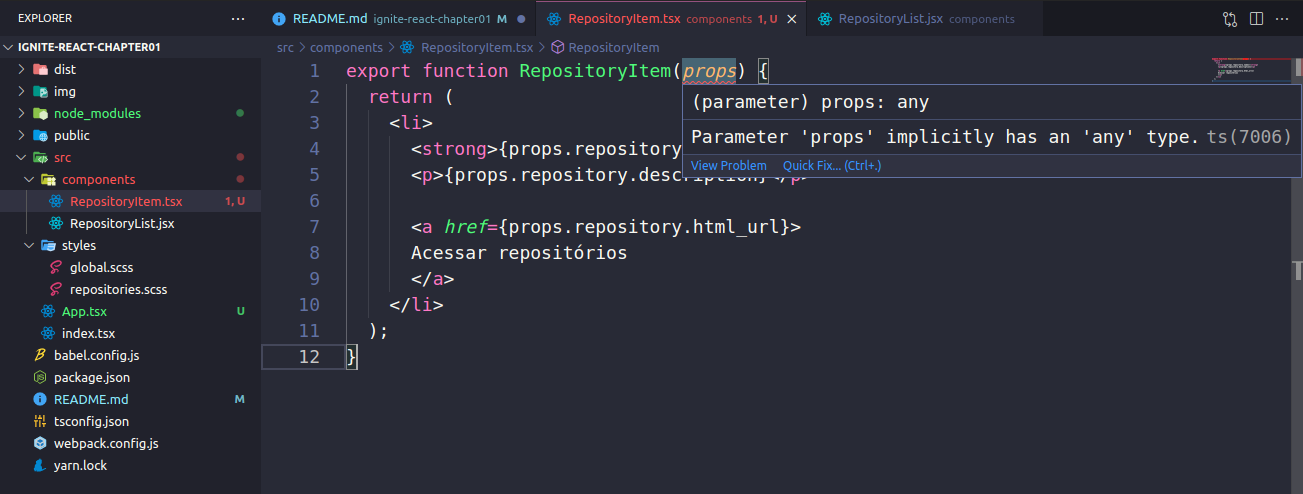 EXPLORER
···
README.md ignite-react-chapter01 M
RepositoryItem.tsx components 1, U
RepositoryList.jsx components
···
IGNITE-REACT-CHAPTER01
src > components > RepositoryItem.tsx > RepositoryItem
dist
img
node_modules
public
src
components
RepositoryItem.tsx 1, U
RepositoryList.jsx
styles
global.scss
repositories.scss
App.tsx U
index.tsx
babel.config.js
package.json
README.md M
tsconfig.json
webpack.config.js
yarn.lock
1 export function RepositoryItem(props) {
2 return (
3 <li>
4 <strong>{props.repository
5 <p>{props.repository.description}</p>
6
7 <a href={props.repository.html_url}>
8 Acessar repositórios
9 </a>
10 </li>
11 );
12 }
(parameter) props: any
Parameter 'props' implicitly has an 'any' type. ts(7006)
View Problem Quick Fix... (Ctrl+.)